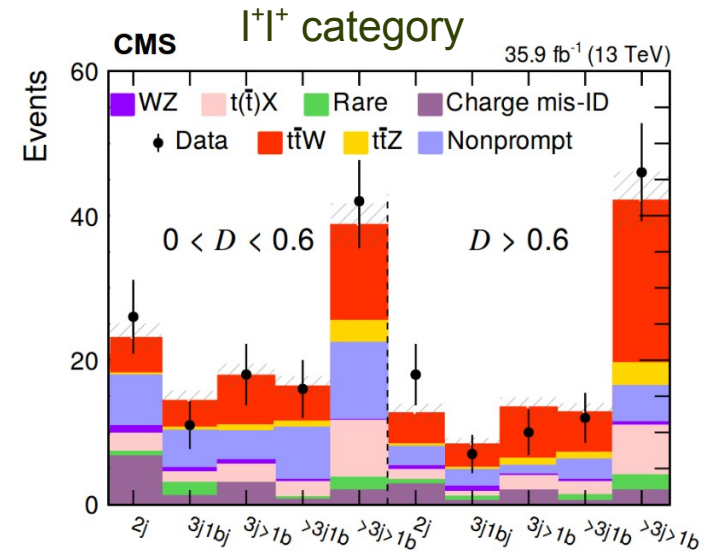 l⁺l⁺ category
CMS 35.9 fb⁻¹ (13 TeV)
Events
60
40
20
0
WZ t(t̄)X Rare Charge mis-ID
Data tt̄W tt̄Z Nonprompt
0 < D < 0.6 D > 0.6
2j 3j1bj 3j>1b >3j1b >3j>1b 2j 3j1bj 3j>1b >3j1b >3j>1b